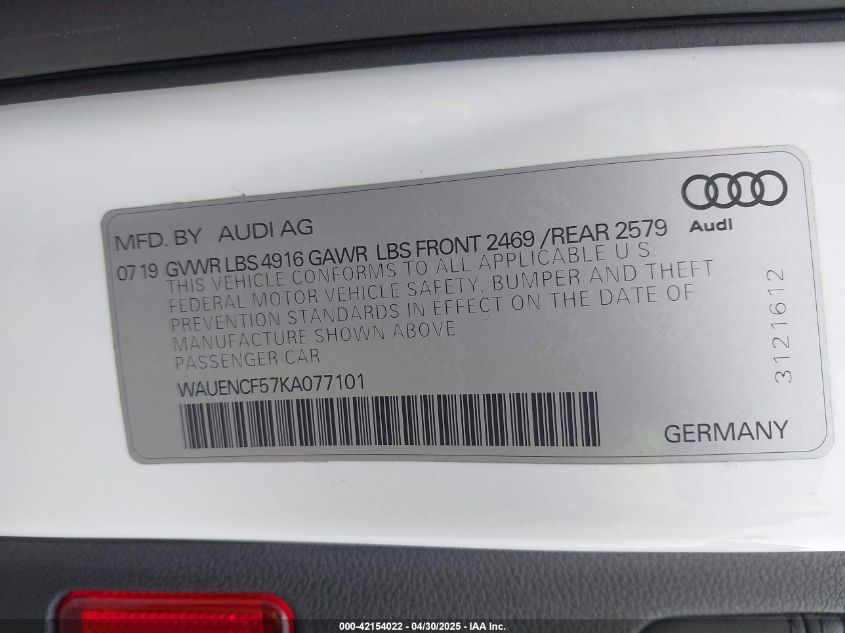 Audi
MFD. BY AUDI AG
07 19 GVWR LBS 4916 GAWR LBS FRONT 2469 /REAR 2579
THIS VEHICLE CONFORMS TO ALL APPLICABLE U.S
FEDERAL MOTOR VEHICLE SAFETY, BUMPER AND THEFT
PREVENTION STANDARDS IN EFFECT ON THE DATE OF
MANUFACTURE SHOWN ABOVE
PASSENGER CAR
WAUENCF57KA077101
3121612
GERMANY
000-42154022 - 04/30/2025 - IAA Inc.